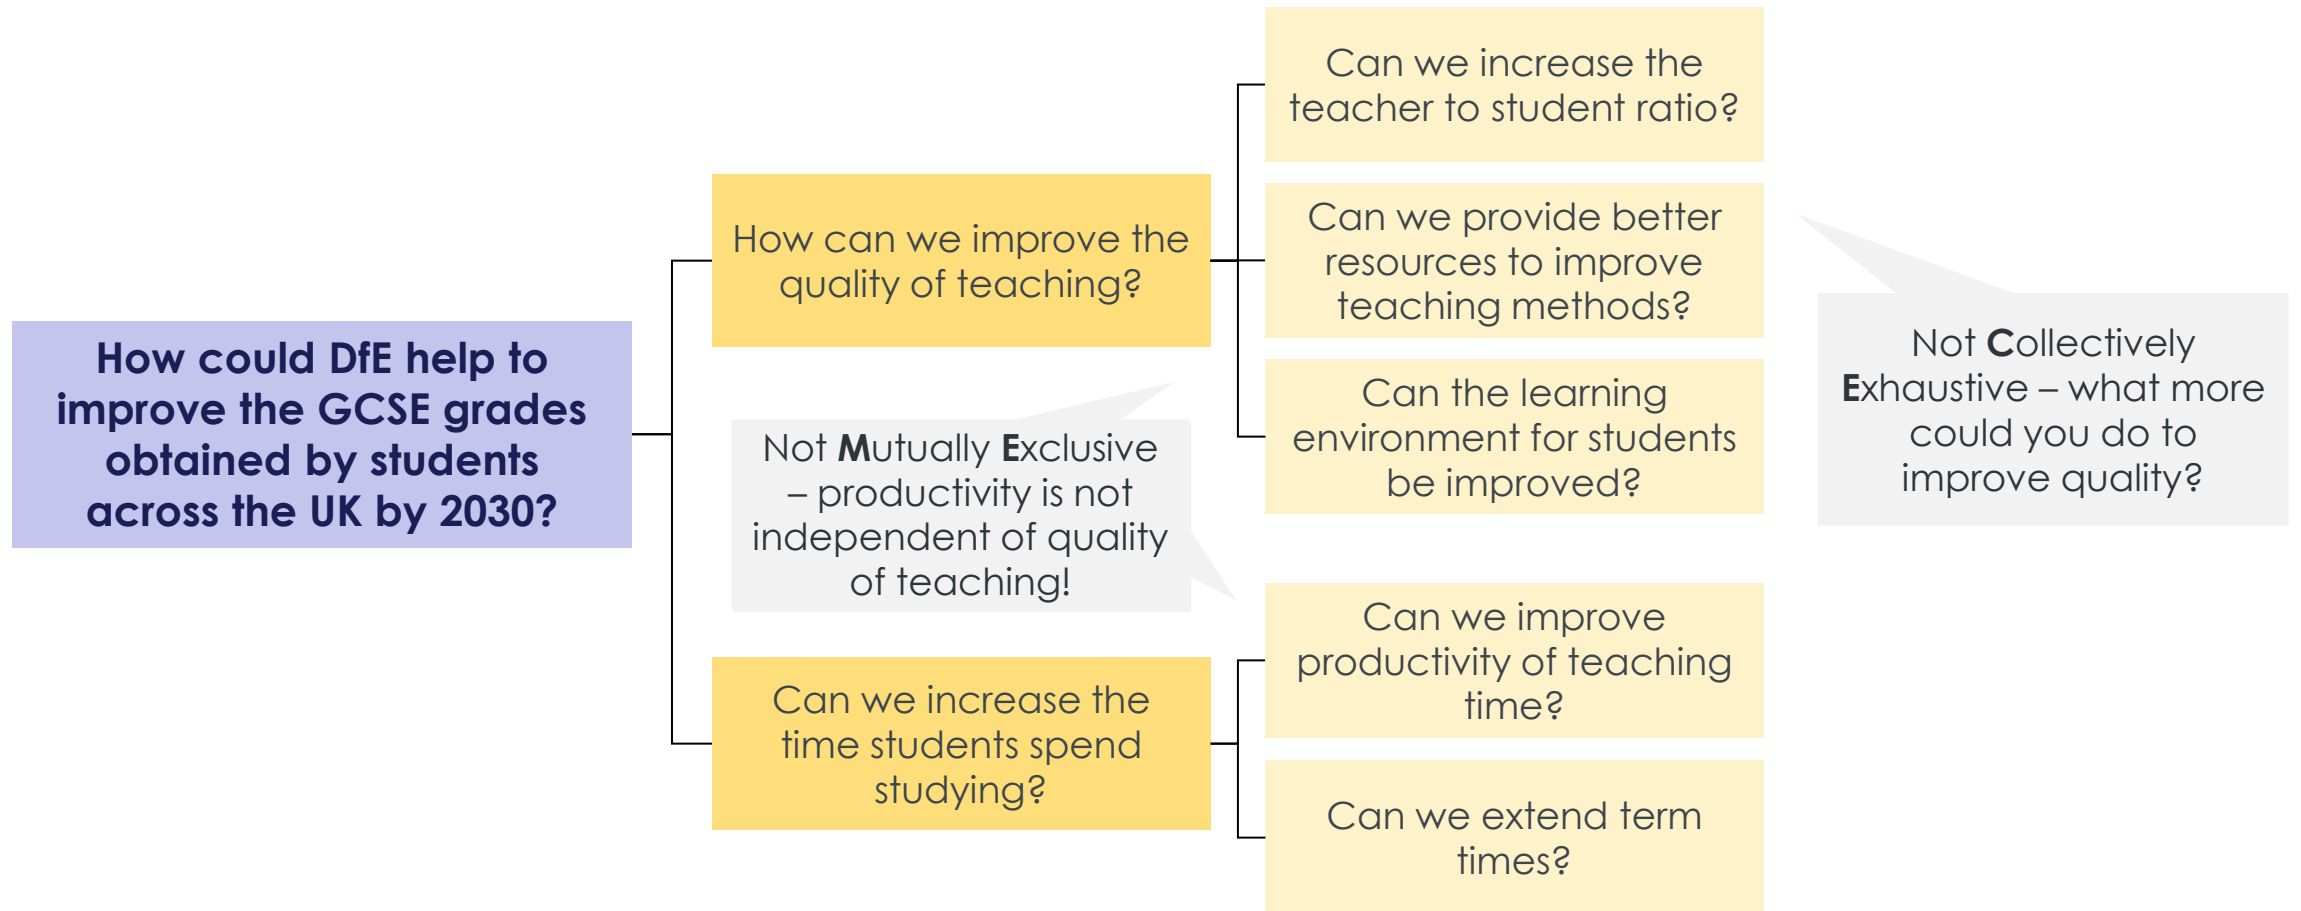 How could DfE help to
improve the GCSE grades
obtained by students
across the UK by 2030?
How can we improve the
quality of teaching?
Can we increase the
teacher to student ratio?
Can we provide better
resources to improve
teaching methods?
Can the learning
environment for students
be improved?
Not Collectively
Exhaustive – what more
could you do to
improve quality?
Not Mutually Exclusive
– productivity is not
independent of quality
of teaching!
Can we increase the
time students spend
studying?
Can we improve
productivity of teaching
time?
Can we extend term
times?